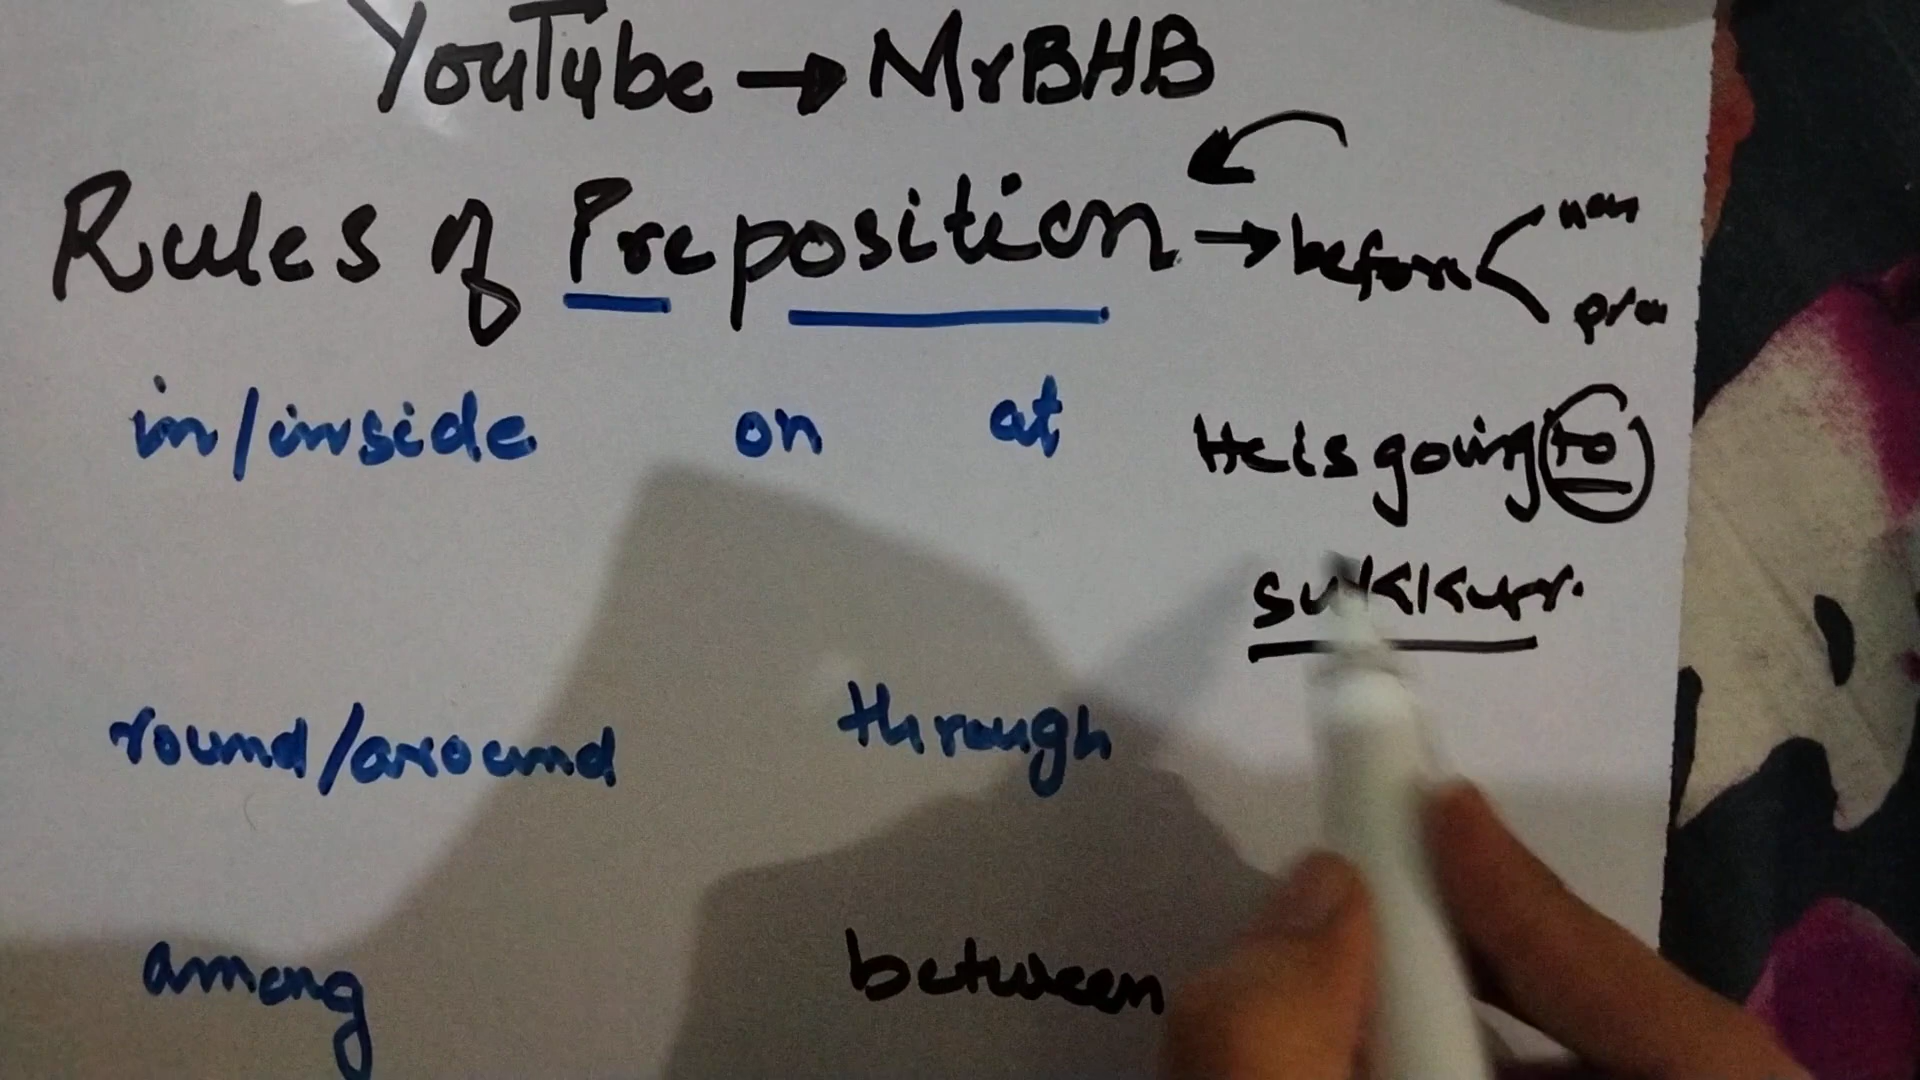 YouTube → MrBHB
Rules of Preposition → before
in/inside on at
He is going to
sukkur.
round/around through
among between